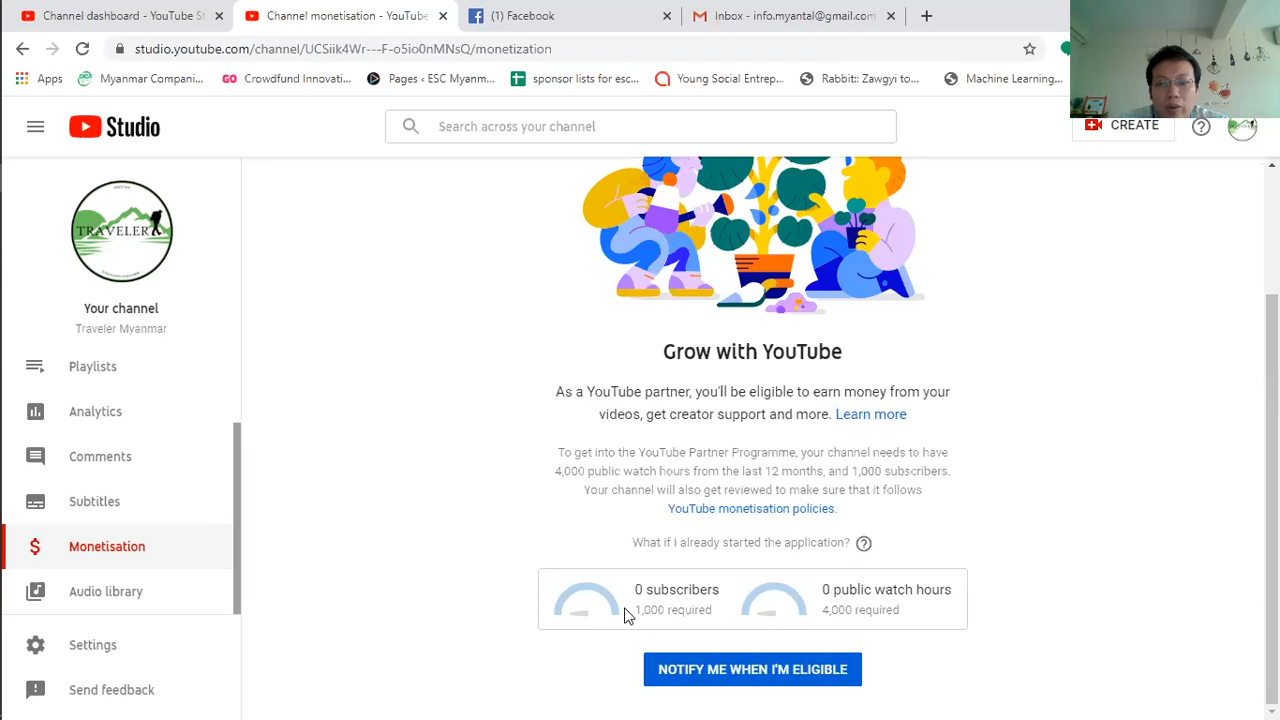 Channel dashboard - YouTube St
Channel monetisation - YouTube
(1) Facebook
Inbox - info.myantal@gmail.com
studio.youtube.com/channel/UCSiik4Wr---F-o5io0nMNsQ/monetization
Apps
Myanmar Compani...
GO Crowdfund Innovati...
Pages ‹ ESC Myanm...
sponsor lists for esc...
Young Social Entrep...
Rabbit:: Zawgyi to...
Machine Learning...
Studio
Search across your channel
CREATE
TRAVELER
Your channel
Traveler Myanmar
Playlists
Analytics
Comments
Subtitles
Monetisation
Audio library
Settings
Send feedback
Grow with YouTube
As a YouTube partner, you'll be eligible to earn money from your
videos, get creator support and more. Learn more
To get into the YouTube Partner Programme, your channel needs to have
4,000 public watch hours from the last 12 months, and 1,000 subscribers.
Your channel will also get reviewed to make sure that it follows
YouTube monetisation policies.
What if I already started the application?
0 subscribers
1,000 required
0 public watch hours
4,000 required
NOTIFY ME WHEN I'M ELIGIBLE